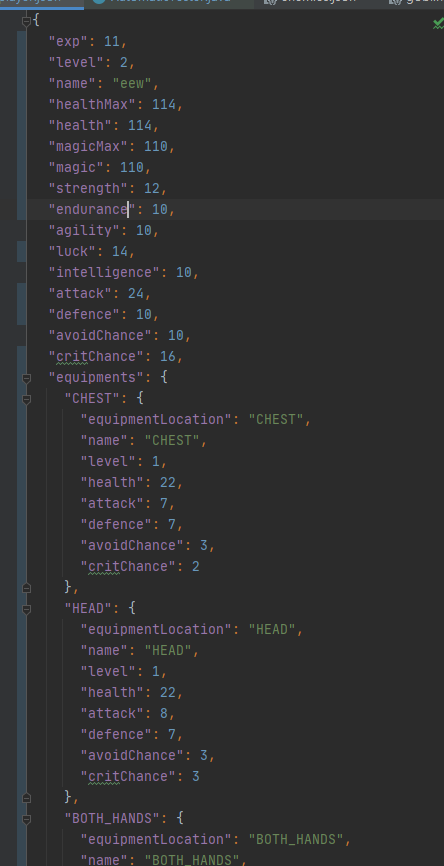 {
"exp": 11,
"level": 2,
"name": "eew",
"healthMax": 114,
"health": 114,
"magicMax": 110,
"magic": 110,
"strength": 12,
"endurance": 10,
"agility": 10,
"luck": 14,
"intelligence": 10,
"attack": 24,
"defence": 10,
"avoidChance": 10,
"critChance": 16,
"equipments": {
"CHEST": {
"equipmentLocation": "CHEST",
"name": "CHEST",
"level": 1,
"health": 22,
"attack": 7,
"defence": 7,
"avoidChance": 3,
"critChance": 2
},
"HEAD": {
"equipmentLocation": "HEAD",
"name": "HEAD",
"level": 1,
"health": 22,
"attack": 8,
"defence": 7,
"avoidChance": 3,
"critChance": 3
},
"BOTH_HANDS": {
"equipmentLocation": "BOTH_HANDS",
"name": "BOTH_HANDS",